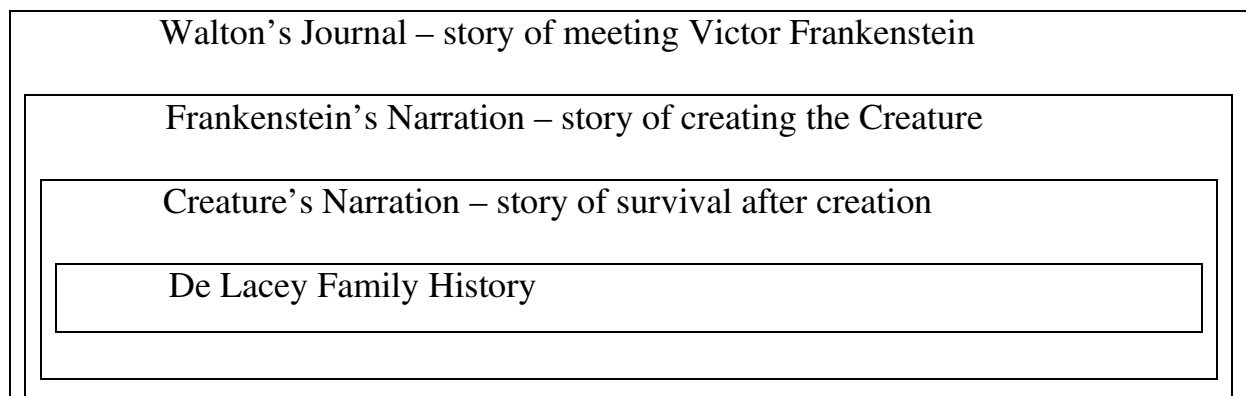 Walton’s Journal – story of meeting Victor Frankenstein
Frankenstein’s Narration – story of creating the Creature
Creature’s Narration – story of survival after creation
De Lacey Family History